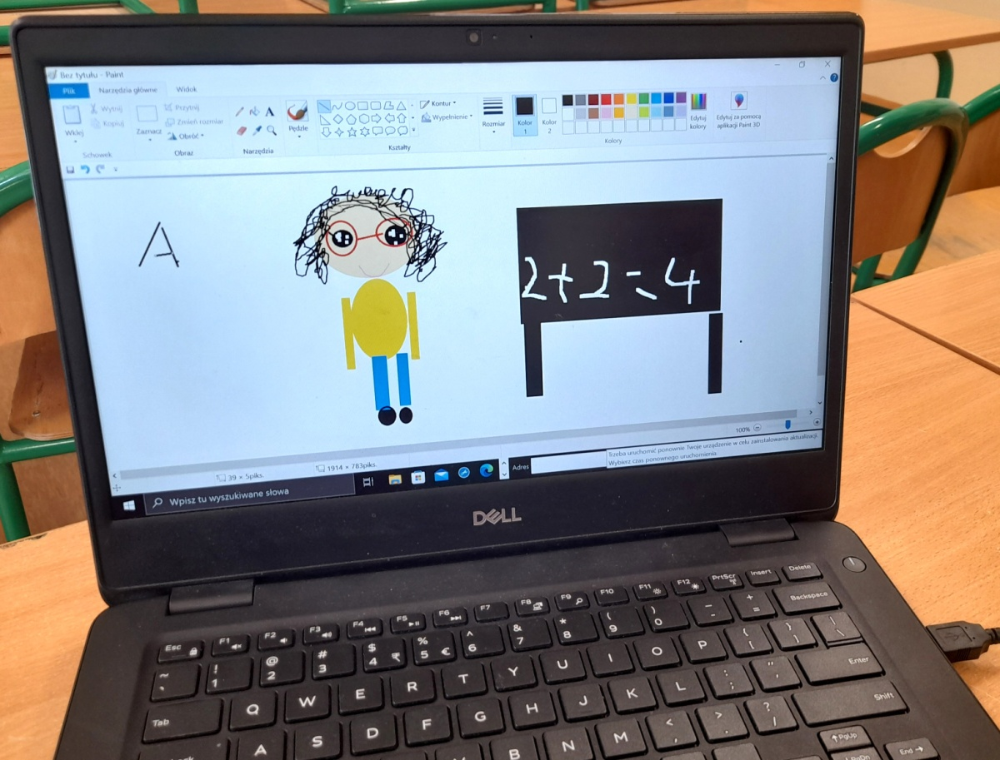 Bez tytułu - Paint
Plik Narzędzia główne Widok
Wklej
Wytnij
Kopiuj
Schowek
Zaznacz
Przytnij
Zmień rozmiar
Obróć
Obraz
A
Narzędzia
Pędzle
Kształty
Kontur
Wypełnienie
Rozmiar
Kolor 1
Kolor 2
Edytuj kolory
Kolory
Edytuj za pomocą aplikacji Paint 3D
A
2+2=4
39 × 5piks.
1914 × 783piks.
100%
Trzeba uruchomić ponownie Twoje urządzenie w celu zainstalowania aktualizacji.
Wybierz czas ponownego uruchomienia.
Wpisz tu wyszukiwane słowa
Adres
DELL
Esc F1 F2 F3 F4 F5 F6 F7 F8 F9 F10 F11 F12 PrtScr Insert Delete
~ ` ! 1 @ 2 # 3 $ 4 ₹ % 5 € ^ 6 & 7 * 8 ( 9 ) 0 _ - + = Backspace
Tab Q W E R T Y U I O P { [ } ] | \
A S D F G H J K L : ; " ' Enter
B N M < , > . ? / Shift
PgUp
End